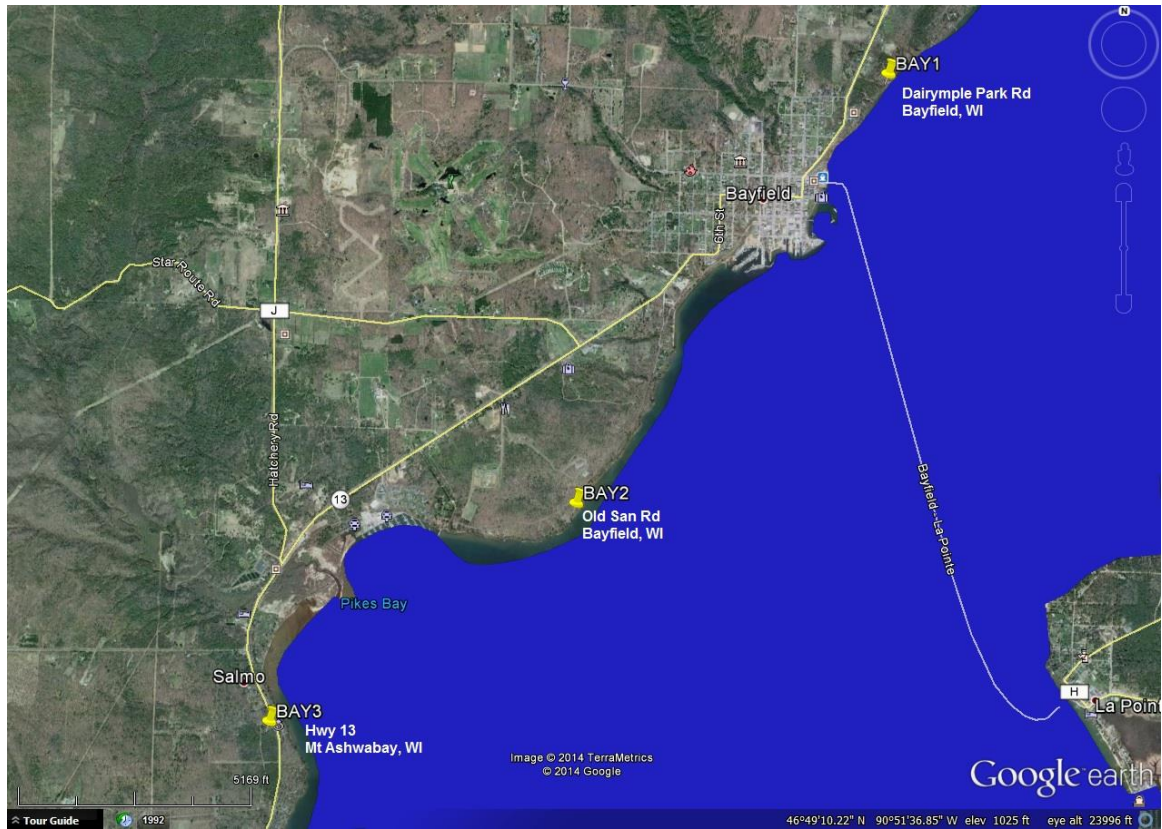 N
BAY1
Dairymple Park Rd
Bayfield, WI
Bayfield
6th St
Star Route Rd
J
Hatchery Rd
13
BAY2
Old San Rd
Bayfield, WI
Bayfield--La Pointe
Pikes Bay
Salmo
BAY3
Hwy 13
Mt Ashwabay, WI
H
La Point
5169 ft
Image © 2014 TerraMetrics
© 2014 Google
Google earth
Tour Guide
1992
46°49'10.22" N 90°51'36.85" W elev 1025 ft eye alt 23996 ft